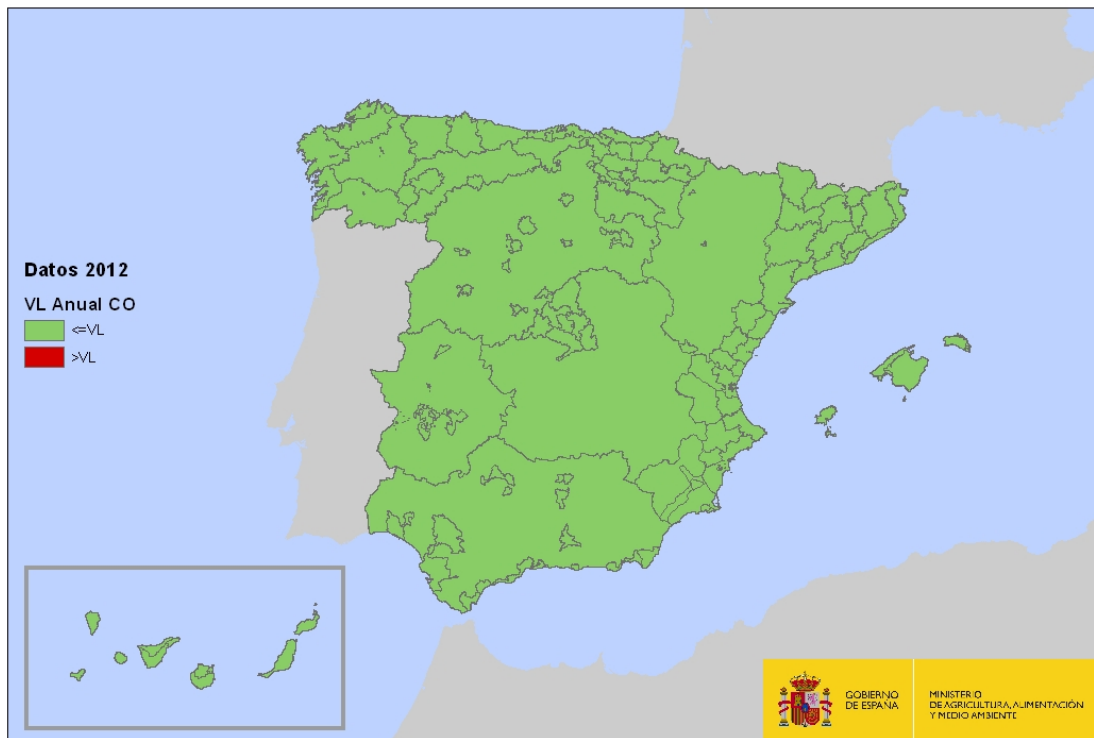 Datos 2012
VL Anual CO
<=VL
>VL
GOBIERNO
DE ESPAÑA
MINISTERIO
DE AGRICULTURA, ALIMENTACIÓN
Y MEDIO AMBIENTE